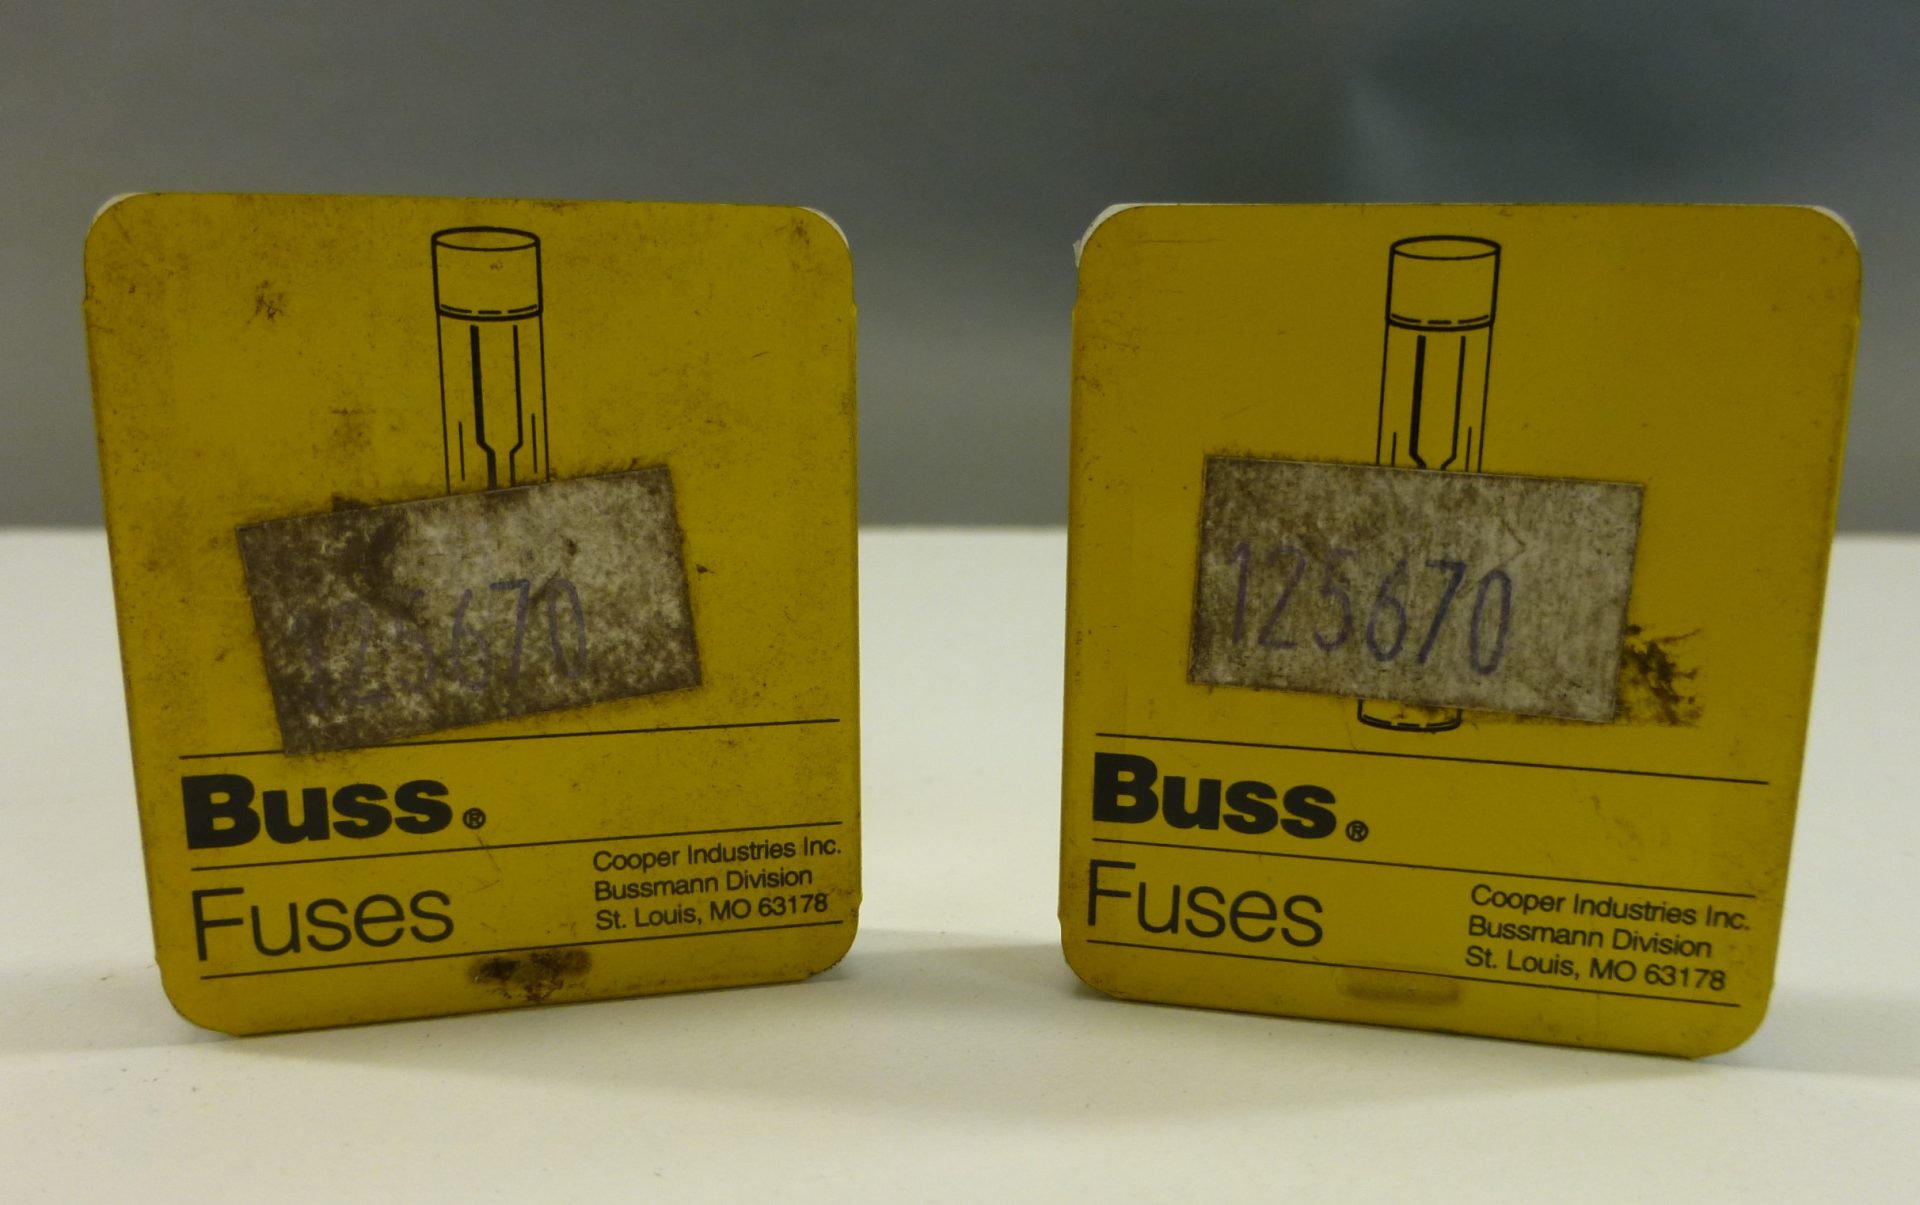 125670
Buss®
Fuses
Cooper Industries Inc.
Bussmann Division
St. Louis, MO 63178
125670
Buss®
Fuses
Cooper Industries Inc.
Bussmann Division
St. Louis, MO 63178